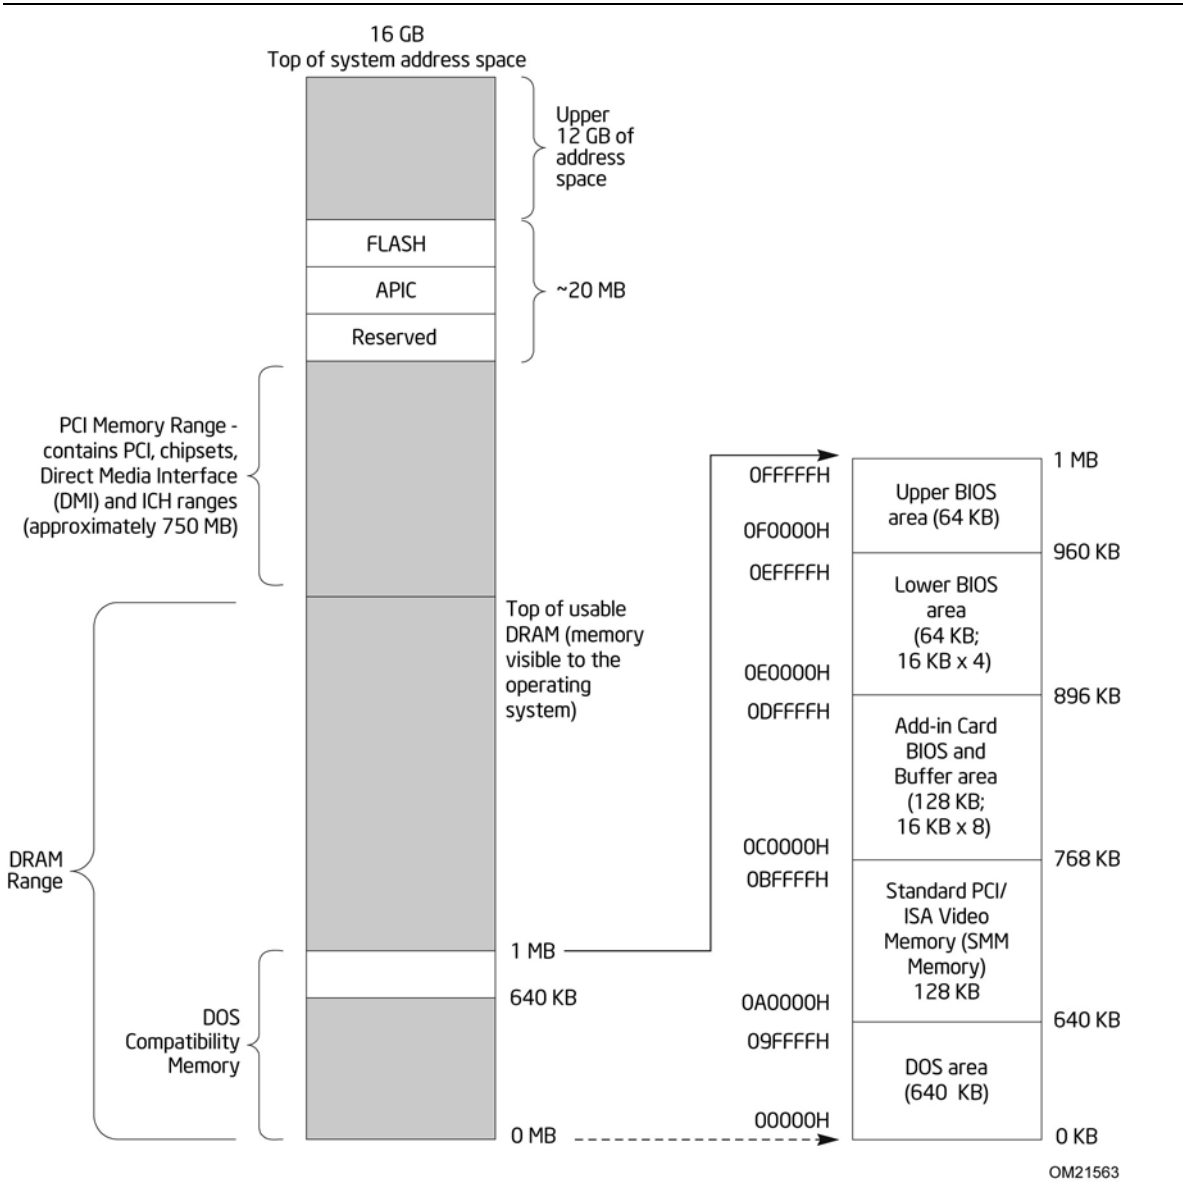 16 GB
Top of system address space
Upper
12 GB of
address
space
FLASH
APIC
~20 MB
Reserved
PCI Memory Range -
contains PCI, chipsets,
Direct Media Interface
(DMI) and ICH ranges
(approximately 750 MB)
Top of usable
DRAM (memory
visible to the
operating
system)
DRAM
Range
1 MB
640 KB
DOS
Compatibility
Memory
0 MB
0FFFFFH
Upper BIOS
area (64 KB)
1 MB
0F0000H
960 KB
0EFFFFH
Lower BIOS
area
(64 KB;
16 KB x 4)
0E0000H
896 KB
0DFFFFH
Add-in Card
BIOS and
Buffer area
(128 KB;
16 KB x 8)
0C0000H
768 KB
0BFFFFH
Standard PCI/
ISA Video
Memory (SMM
Memory)
128 KB
0A0000H
640 KB
09FFFFH
DOS area
(640 KB)
00000H
0 KB
OM21563